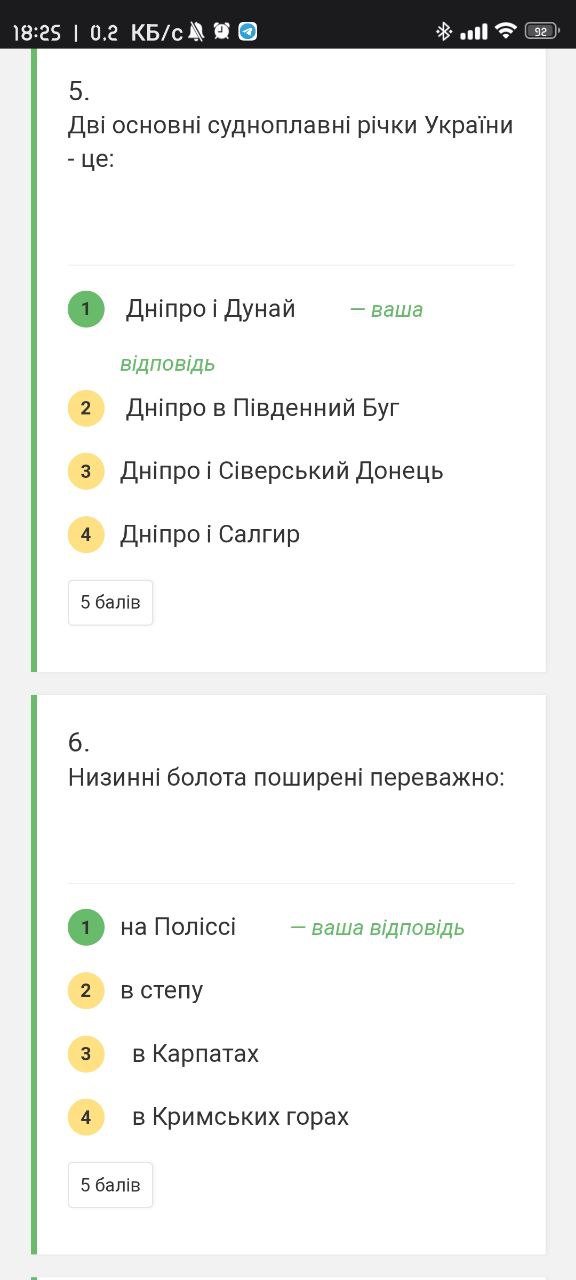 18:25 | 0.2 КБ/с
92
5.
Дві основні судноплавні річки України
- це:
1 Дніпро і Дунай — ваша
відповідь
2 Дніпро в Південний Буг
3 Дніпро і Сіверський Донець
4 Дніпро і Салгир
5 балів
6.
Низинні болота поширені переважно:
1 на Поліссі — ваша відповідь
2 в степу
3 в Карпатах
4 в Кримських горах
5 балів